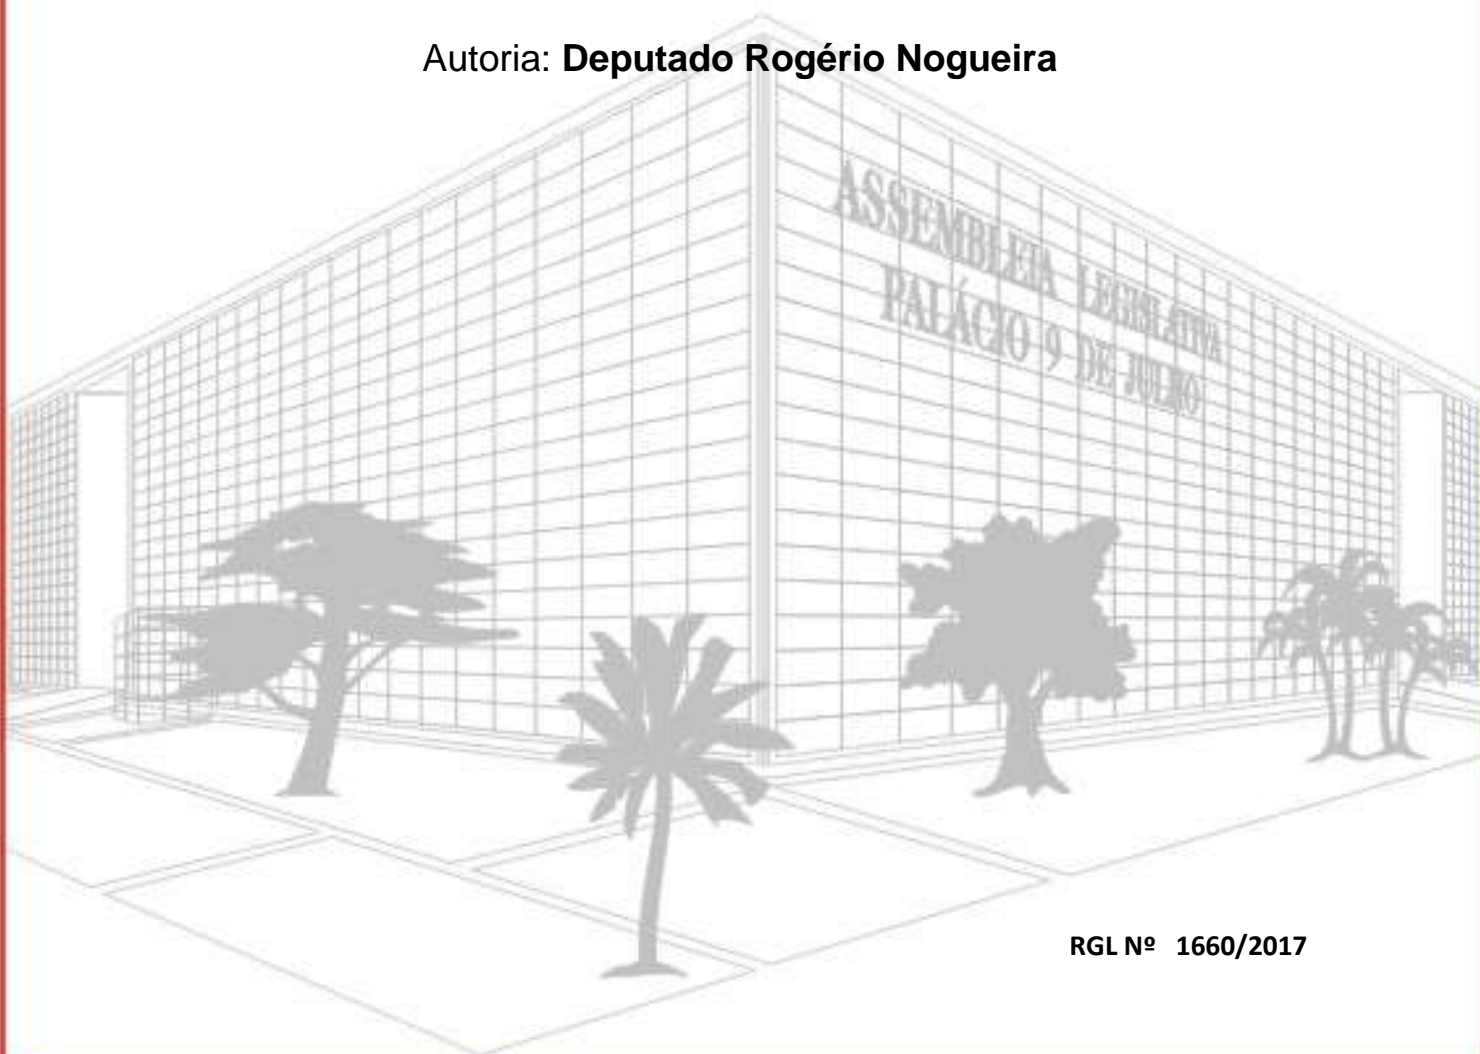 Autoria: Deputado Rogério Nogueira
ASSEMBLEIA LEGISLATIVA
PALÁCIO 9 DE JULHO
RGL Nº 1660/2017